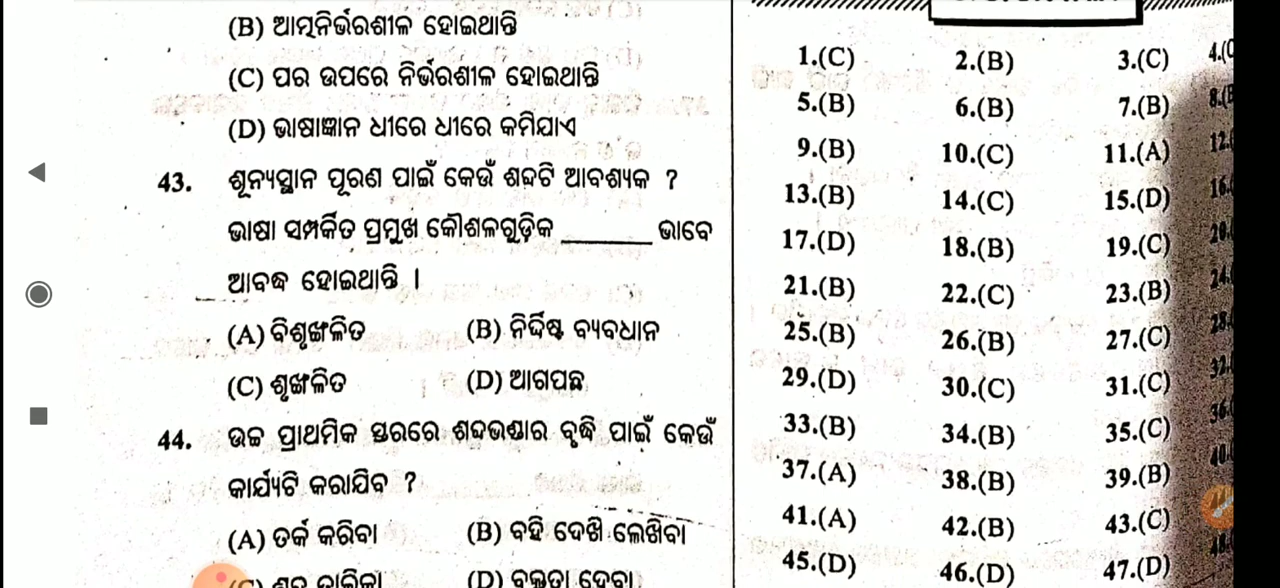 (B) ଆତ୍ମନିର୍ଭରଶୀଳ ହୋଇଥାନ୍ତି
(C) ପର ଉପରେ ନିର୍ଭରଶୀଳ ହୋଇଥାନ୍ତି
(D) ଭାଷାଜ୍ଞାନ ଧୀରେ ଧୀରେ କମିଯାଏ
43. ଶୂନ୍ୟସ୍ଥାନ ପୂରଣ ପାଇଁ କେଉଁ ଶବ୍ଦଟି ଆବଶ୍ୟକ ?
ଭାଷା ସମ୍ପର୍କିତ ପ୍ରମୁଖ କୌଶଳଗୁଡ଼ିକ ______ ଭାବେ
ଆବଦ୍ଧ ହୋଇଥାନ୍ତି ।
(A) ବିଶୃଙ୍ଖଳିତ (B) ନିର୍ଦ୍ଦିଷ୍ଟ ବ୍ୟବଧାନ
(C) ଶୃଙ୍ଖଳିତ (D) ଆଗପଛ
44. ଉଚ୍ଚ ପ୍ରାଥମିକ ସ୍ତରରେ ଶବ୍ଦଭଣ୍ଡାର ବୃଦ୍ଧି ପାଇଁ କେଉଁ
କାର୍ଯ୍ୟଟି କରାଯିବ ?
(A) ତର୍କ କରିବା (B) ବହି ଦେଖି ଲେଖିବା
(D) ବକ୍ତୃତା ଦେବା
1.(C) 2.(B) 3.(C)
5.(B) 6.(B) 7.(B)
9.(B) 10.(C) 11.(A)
13.(B) 14.(C) 15.(D)
17.(D) 18.(B) 19.(C)
21.(B) 22.(C) 23.(B)
25.(B) 26.(B) 27.(C)
29.(D) 30.(C) 31.(C)
33.(B) 34.(B) 35.(C)
37.(A) 38.(B) 39.(B)
41.(A) 42.(B) 43.(C)
45.(D) 46.(D) 47.(D)